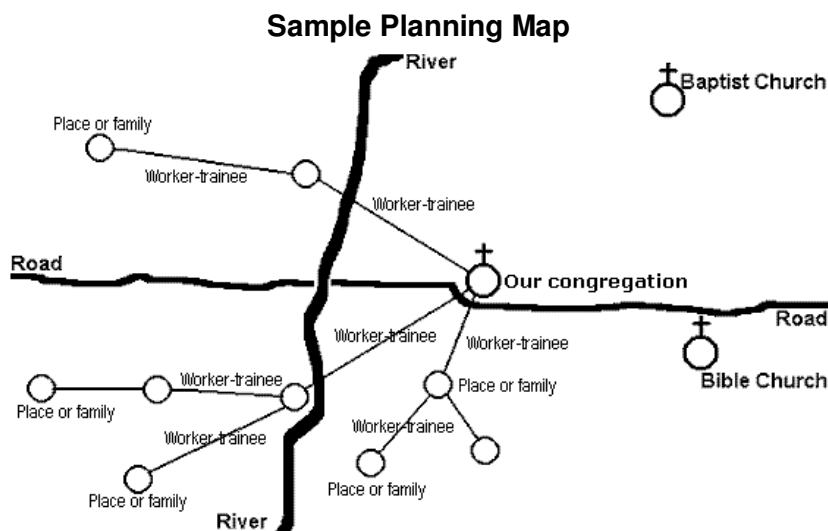 Sample Planning Map
River
Baptist Church
Place or family
Worker-trainee
Worker-trainee
Road
Our congregation
Road
Worker-trainee
Worker-trainee
Bible Church
Worker-trainee
Place or family
Place or family
Worker-trainee
Worker-trainee
Place or family
Place or family
River